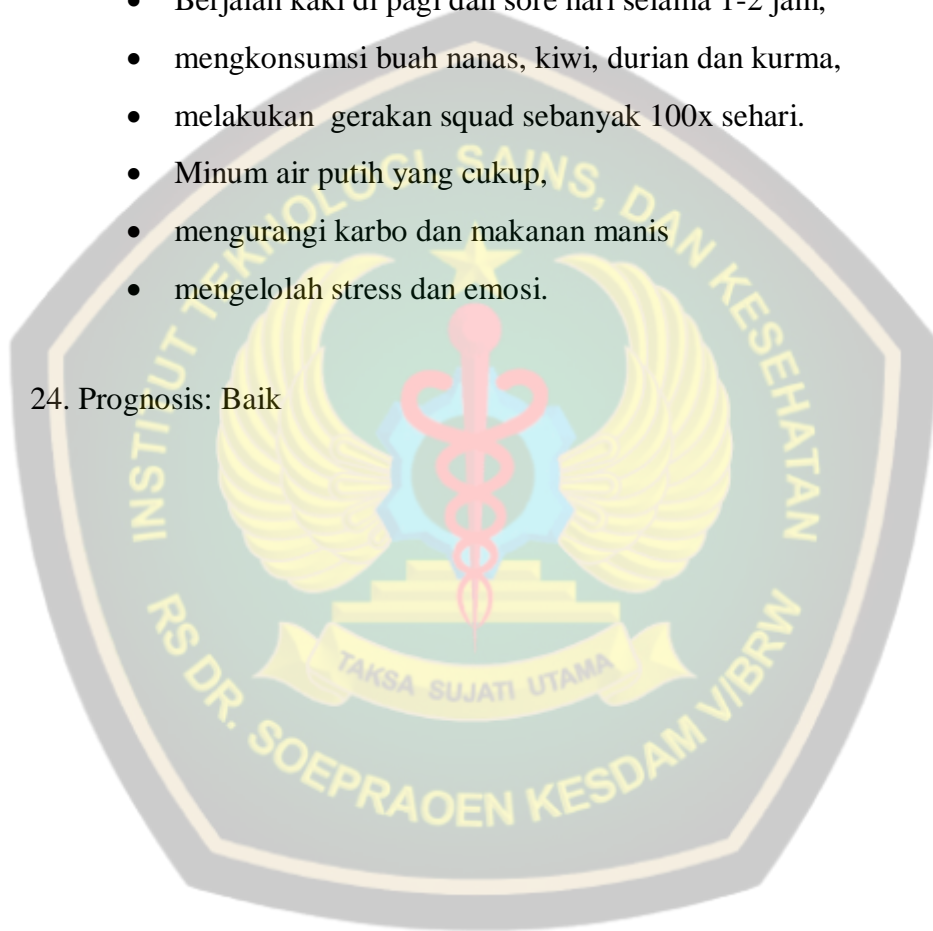 • Berjalan kaki di pagi dan sore hari selama 1-2 jam,
• mengkonsumsi buah nanas, kiwi, durian dan kurma,
• melakukan gerakan squad sebanyak 100x sehari.
• Minum air putih yang cukup,
• mengurangi karbo dan makanan manis
• mengelolah stress dan emosi.
24. Prognosis: Baik
INSTITUT TEKNOLOGI, SAINS, DAN KESEHATAN
TAKSA SUJATI UTAMA
RS DR. SOEPRAOEN KESDAM V/BRW